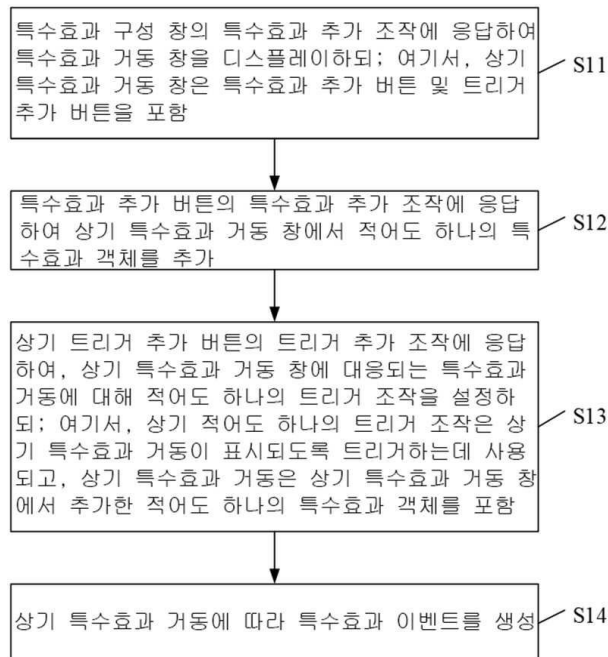 특수효과 구성 창의 특수효과 추가 조작에 응답하여
특수효과 거동 창을 디스플레이하되; 여기서, 상기
특수효과 거동 창은 특수효과 추가 버튼 및 트리거
추가 버튼을 포함
S11
특수효과 추가 버튼의 특수효과 추가 조작에 응답
하여 상기 특수효과 거동 창에서 적어도 하나의 특
수효과 객체를 추가
S12
상기 트리거 추가 버튼의 트리거 추가 조작에 응답
하여, 상기 특수효과 거동 창에 대응되는 특수효과
거동에 대해 적어도 하나의 트리거 조작을 설정하
되; 여기서, 상기 적어도 하나의 트리거 조작은 상
기 특수효과 거동이 표시되도록 트리거하는데 사용
되고, 상기 특수효과 거동은 상기 특수효과 거동 창
에서 추가한 적어도 하나의 특수효과 객체를 포함
S13
상기 특수효과 거동에 따라 특수효과 이벤트를 생성
S14